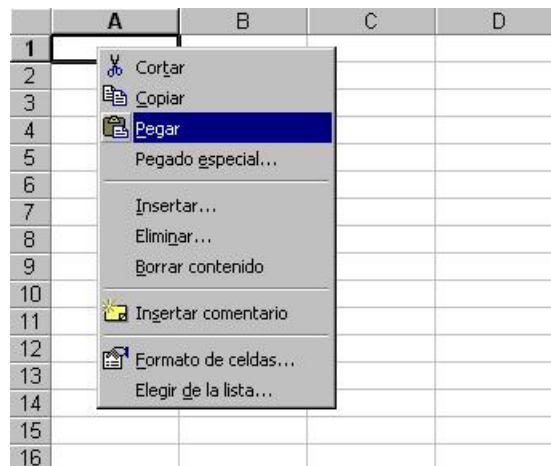 A B C D
1
2
3
4
5
6
7
8
9
10
11
12
13
14
15
16
Cortar
Copiar
Pegar
Pegado especial...
Insertar...
Eliminar...
Borrar contenido
Insertar comentario
Formato de celdas...
Elegir de la lista...